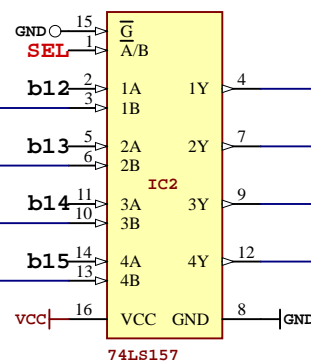 GND 15 G
SEL 1 A/B
b12 2 1A 1Y 4
3 1B
b13 5 2A 2Y 7
6 2B
IC2
b14 11 3A 3Y 9
10 3B
b15 14 4A 4Y 12
13 4B
VCC 16 VCC GND 8 GND
74LS157